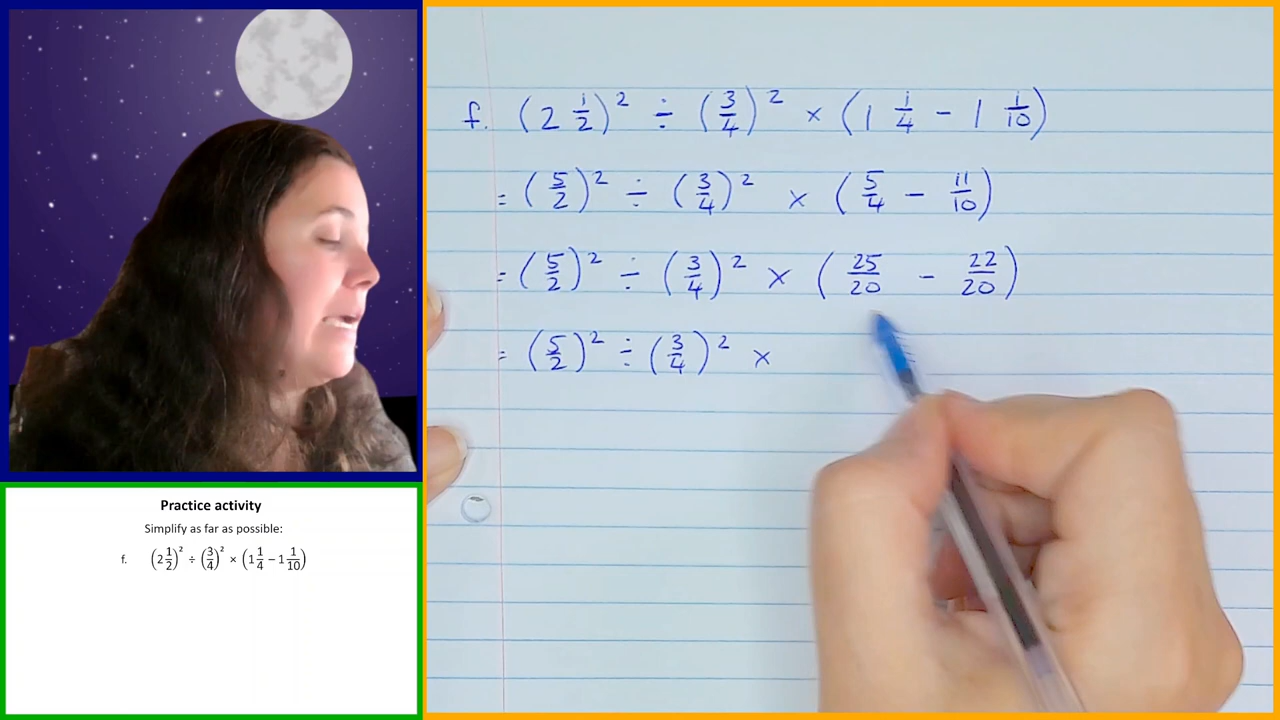 f. (2 1/2)² ÷ (3/4)² × (1 1/4 − 1 1/10)
= (5/2)² ÷ (3/4)² × (5/4 − 11/10)
= (5/2)² ÷ (3/4)² × (25/20 − 22/20)
= (5/2)² ÷ (3/4)² ×
Practice activity
Simplify as far as possible:
f. (2 1/2)² ÷ (3/4)² × (1 1/4 − 1 1/10)